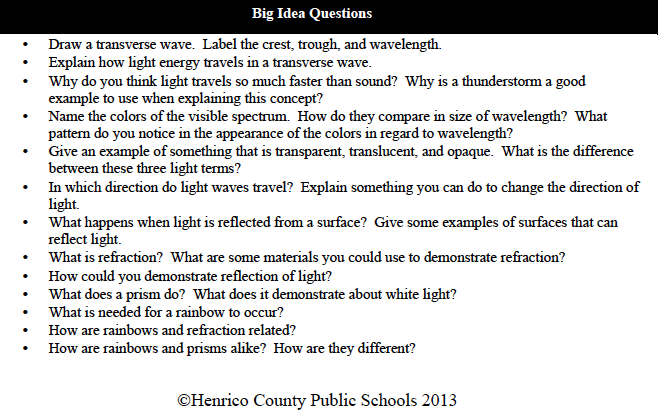 Big Idea Questions
• Draw a transverse wave.  Label the crest, trough, and wavelength.
• Explain how light energy travels in a transverse wave.
• Why do you think light travels so much faster than sound?  Why is a thunderstorm a good
example to use when explaining this concept?
• Name the colors of the visible spectrum.  How do they compare in size of wavelength?  What
pattern do you notice in the appearance of the colors in regard to wavelength?
• Give an example of something that is transparent, translucent, and opaque.  What is the difference
between these three light terms?
• In which direction do light waves travel?  Explain something you can do to change the direction of
light.
• What happens when light is reflected from a surface?  Give some examples of surfaces that can
reflect light.
• What is refraction?  What are some materials you could use to demonstrate refraction?
• How could you demonstrate reflection of light?
• What does a prism do?  What does it demonstrate about white light?
• What is needed for a rainbow to occur?
• How are rainbows and refraction related?
• How are rainbows and prisms alike?  How are they different?
©Henrico County Public Schools 2013